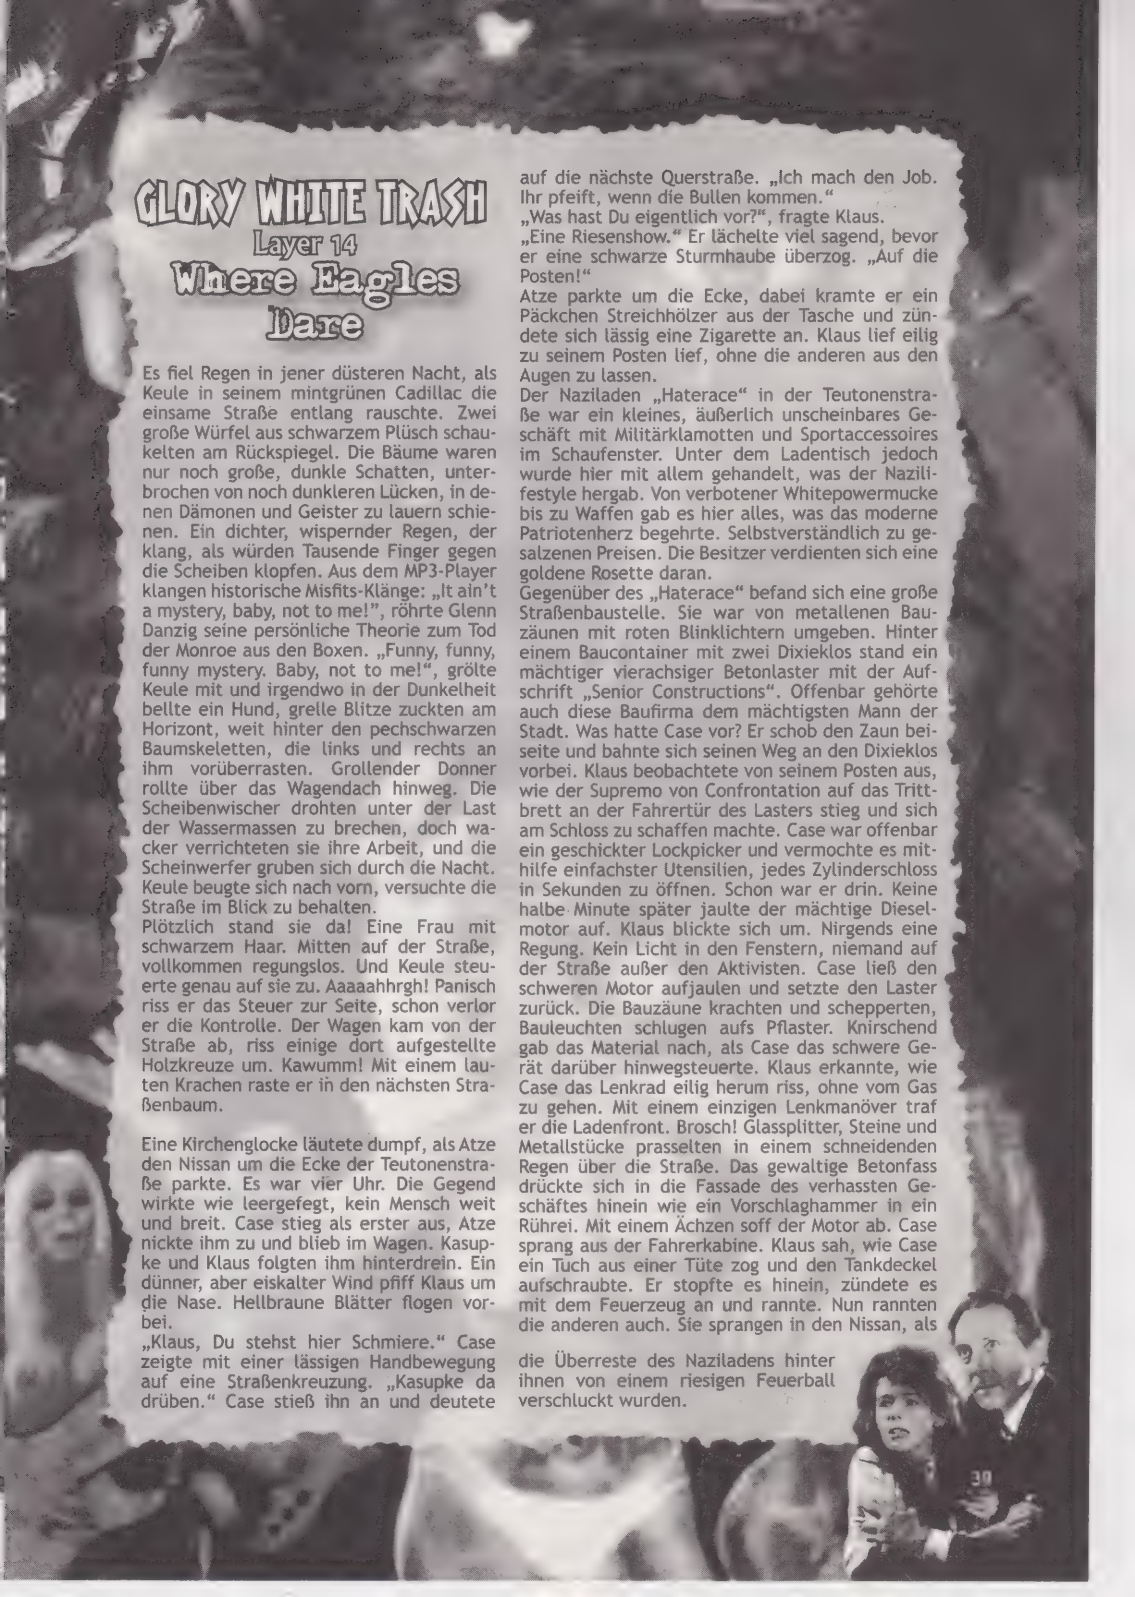 GLORY WHITE TRASH
Layer 14
Where Eagles
Dare
Es fiel Regen in jener düsteren Nacht, als
Keule in seinem mintgrünen Cadillac die
einsame Straße entlang rauschte. Zwei
große Würfel aus schwarzem Plüsch schau-
kelten am Rückspiegel. Die Bäume waren
nur noch große, dunkle Schatten, unter-
brochen von noch dunkleren Lücken, in de-
nen Dämonen und Geister zu lauern schie-
nen. Ein dichter, wispernder Regen, der
klang, als würden Tausende Finger gegen
die Scheiben klopfen. Aus dem MP3-Player
klangen historische Misfits-Klänge: „It ain't
a mystery, baby, not to me!", röhrte Glenn
Danzig seine persönliche Theorie zum Tod
der Monroe aus den Boxen. „Funny, funny,
funny mystery. Baby, not to me!“, grölte
Keule mit und irgendwo in der Dunkelheit
bellte ein Hund, grelle Blitze zuckten am
Horizont, weit hinter den pechschwarzen
Baumskeletten, die links und rechts an
ihm vorüberrasten. Grollender Donner
rollte über das Wagendach hinweg. Die
Scheibenwischer drohten unter der Last
der Wassermassen zu brechen, doch wa-
cker verrichteten sie ihre Arbeit, und die
Scheinwerfer gruben sich durch die Nacht.
Keule beugte sich nach vorn, versuchte die
Straße im Blick zu behalten.
Plötzlich stand sie da! Eine Frau mit
schwarzem Haar. Mitten auf der Straße,
vollkommen regungslos. Und Keule steu-
erte genau auf sie zu. Aaaaahhrgh! Panisch
riss er das Steuer zur Seite, schon verlor
er die Kontrolle. Der Wagen kam von der
Straße ab, riss einige dort aufgestellte
Holzkreuze um. Kawumm! Mit einem lau-
ten Krachen raste er in den nächsten Stra-
ßenbaum.
Eine Kirchenglocke läutete dumpf, als Atze
den Nissan um die Ecke der Teutonenstra-
ße parkte. Es war vier Uhr. Die Gegend
wirkte wie leergefegt, kein Mensch weit
und breit. Case stieg als erster aus, Atze
nickte ihm zu und blieb im Wagen. Kasup-
ke und Klaus folgten ihm hinterdrein. Ein
dünner, aber eiskalter Wind pfiff Klaus um
die Nase. Hellbraune Blätter flogen vor-
bei.
„Klaus, Du stehst hier Schmiere.“ Case
zeigte mit einer lässigen Handbewegung
auf eine Straßenkreuzung. „Kasupke da
drüben.“ Case stieß ihn an und deutete
auf die nächste Querstraße. „Ich mach den Job.
Ihr pfeift, wenn die Bullen kommen.“
„Was hast Du eigentlich vor?“, fragte Klaus.
„Eine Riesenshow.“ Er lächelte viel sagend, bevor
er eine schwarze Sturmhaube überzog. „Auf die
Posten!“
Atze parkte um die Ecke, dabei kramte er ein
Päckchen Streichhölzer aus der Tasche und zün-
dete sich lässig eine Zigarette an. Klaus lief eilig
zu seinem Posten lief, ohne die anderen aus den
Augen zu lassen.
Der Naziladen „Haterace“ in der Teutonenstra-
ße war ein kleines, äußerlich unscheinbares Ge-
schäft mit Militärklamotten und Sportaccessoires
im Schaufenster. Unter dem Ladentisch jedoch
wurde hier mit allem gehandelt, was der Nazili-
festyle hergab. Von verbotener Whitepowermucke
bis zu Waffen gab es hier alles, was das moderne
Patriotenherz begehrte. Selbstverständlich zu ge-
salzenen Preisen. Die Besitzer verdienten sich eine
goldene Rosette daran.
Gegenüber des „Haterace“ befand sich eine große
Straßenbaustelle. Sie war von metallenen Bau-
zäunen mit roten Blinklichtern umgeben. Hinter
einem Baucontainer mit zwei Dixieklos stand ein
mächtiger vierachsiger Betonlaster mit der Auf-
schrift „Senior Constructions“. Offenbar gehörte
auch diese Baufirma dem mächtigsten Mann der
Stadt. Was hatte Case vor? Er schob den Zaun bei-
seite und bahnte sich seinen Weg an den Dixieklos
vorbei. Klaus beobachtete von seinem Posten aus,
wie der Supremo von Confrontation auf das Tritt-
brett an der Fahrertür des Lasters stieg und sich
am Schloss zu schaffen machte. Case war offenbar
ein geschickter Lockpicker und vermochte es mit-
hilfe einfachster Utensilien, jedes Zylinderschloss
in Sekunden zu öffnen. Schon war er drin. Keine
halbe Minute später jaulte der mächtige Diesel-
motor auf. Klaus blickte sich um. Nirgends eine
Regung. Kein Licht in den Fenstern, niemand auf
der Straße außer den Aktivisten. Case ließ den
schweren Motor aufjaulen und setzte den Laster
zurück. Die Bauzäune krachten und schepperten,
Bauleuchten schlugen aufs Pflaster. Knirschend
gab das Material nach, als Case das schwere Ge-
rät darüber hinwegsteuerte. Klaus erkannte, wie
Case das Lenkrad eilig herum riss, ohne vom Gas
zu gehen. Mit einem einzigen Lenkmanöver traf
er die Ladenfront. Brosch! Glassplitter, Steine und
Metallstücke prasselten in einem schneidenden
Regen über die Straße. Das gewaltige Betonfass
drückte sich in die Fassade des verhassten Ge-
schäftes hinein wie ein Vorschlaghammer in ein
Rührei. Mit einem Ächzen soff der Motor ab. Case
sprang aus der Fahrerkabine. Klaus sah, wie Case
ein Tuch aus einer Tüte zog und den Tankdeckel
aufschraubte. Er stopfte es hinein, zündete es
mit dem Feuerzeug an und rannte. Nun rannten
die anderen auch. Sie sprangen in den Nissan, als
die Überreste des Naziladens hinter
ihnen von einem riesigen Feuerball
verschluckt wurden.
39